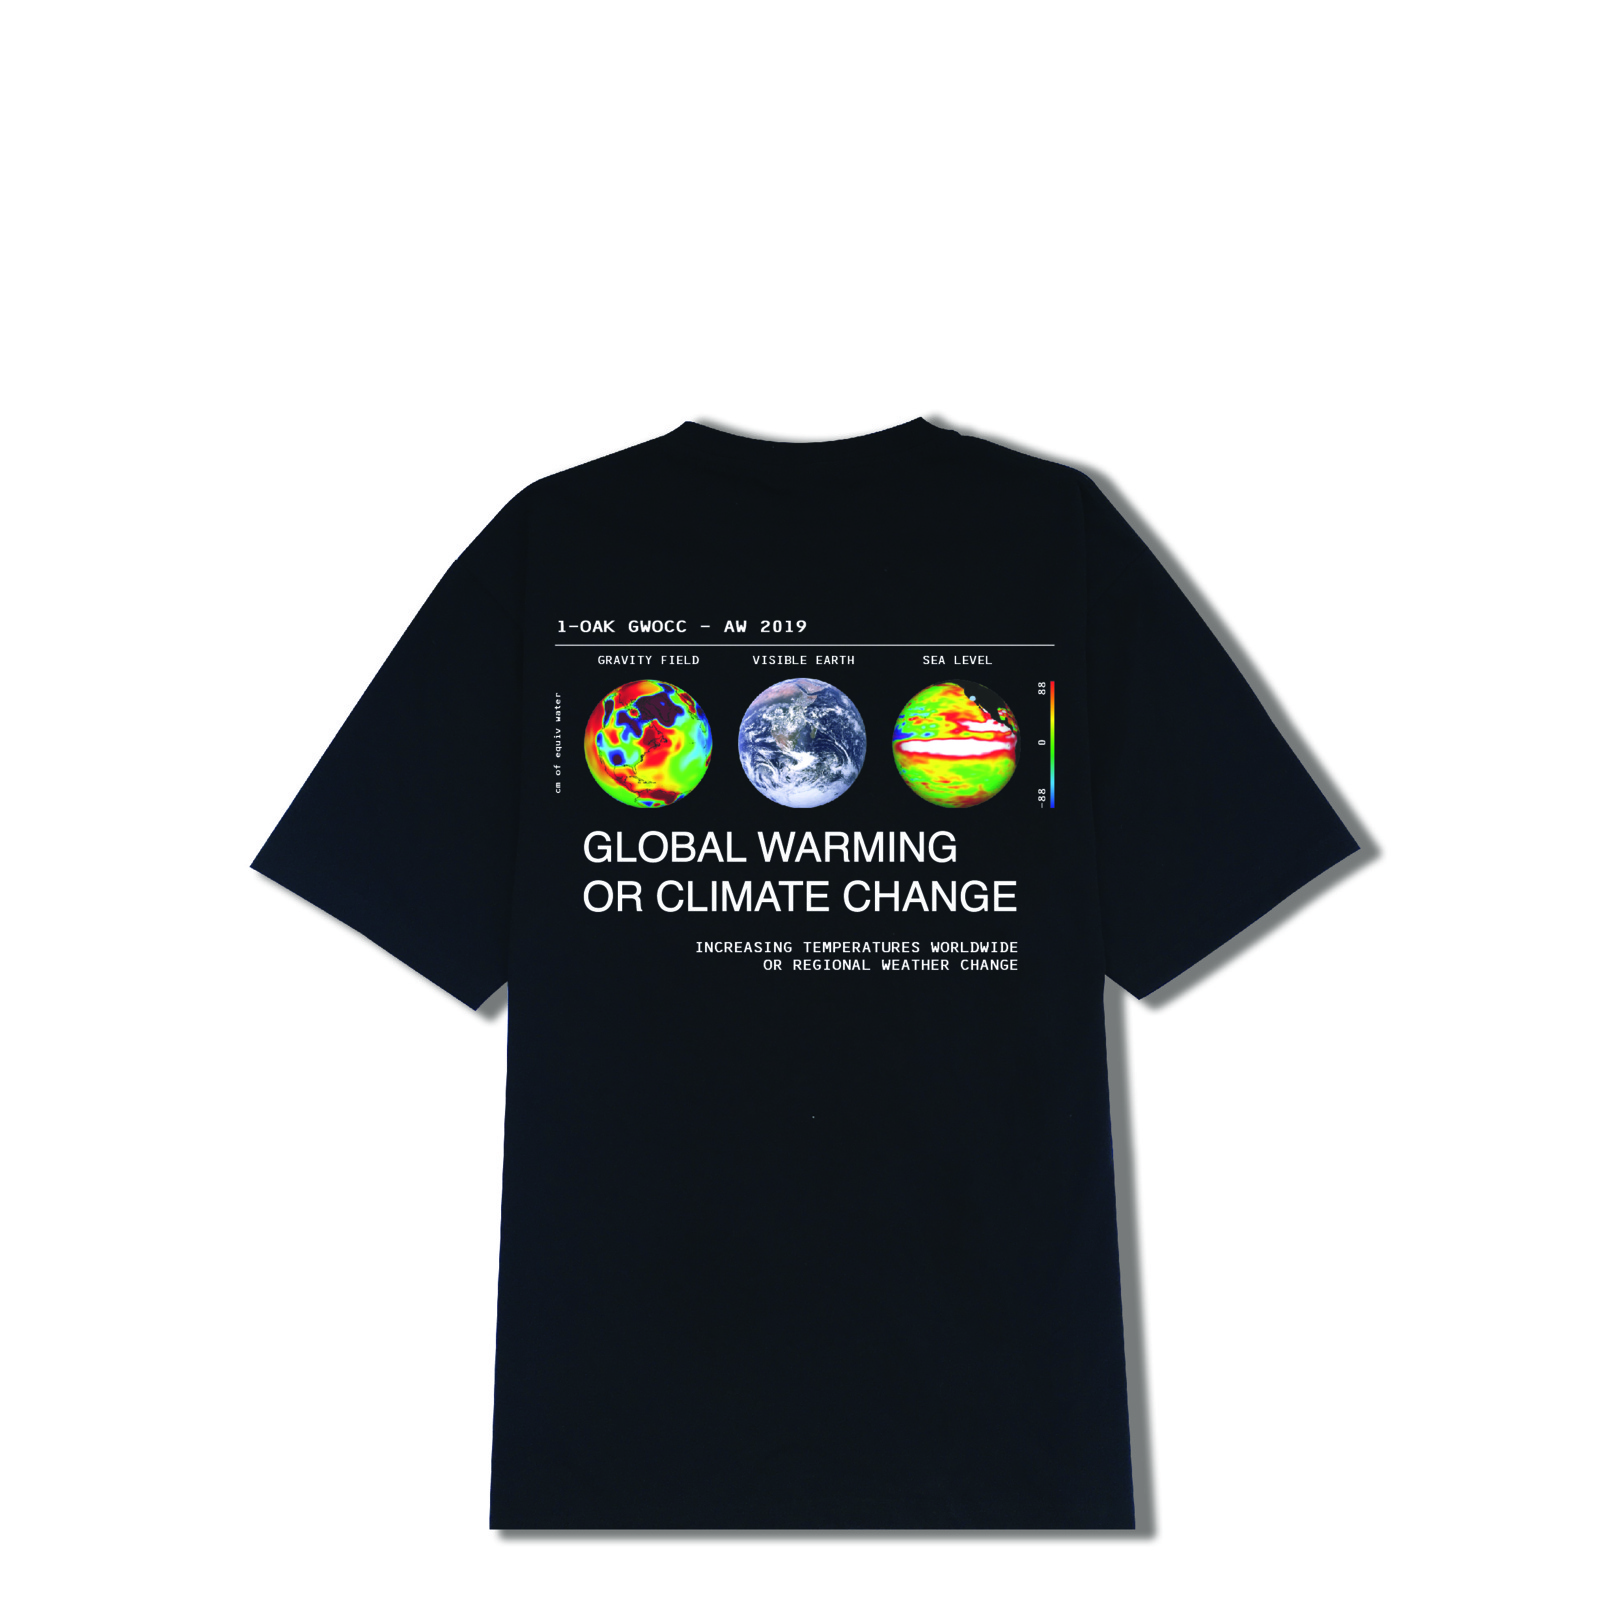 1-OAK GWOCC - AW 2019
GRAVITY FIELD
VISIBLE EARTH
SEA LEVEL
cm of equiv water
88
0
-88
GLOBAL WARMING
OR CLIMATE CHANGE
INCREASING TEMPERATURES WORLDWIDE
OR REGIONAL WEATHER CHANGE